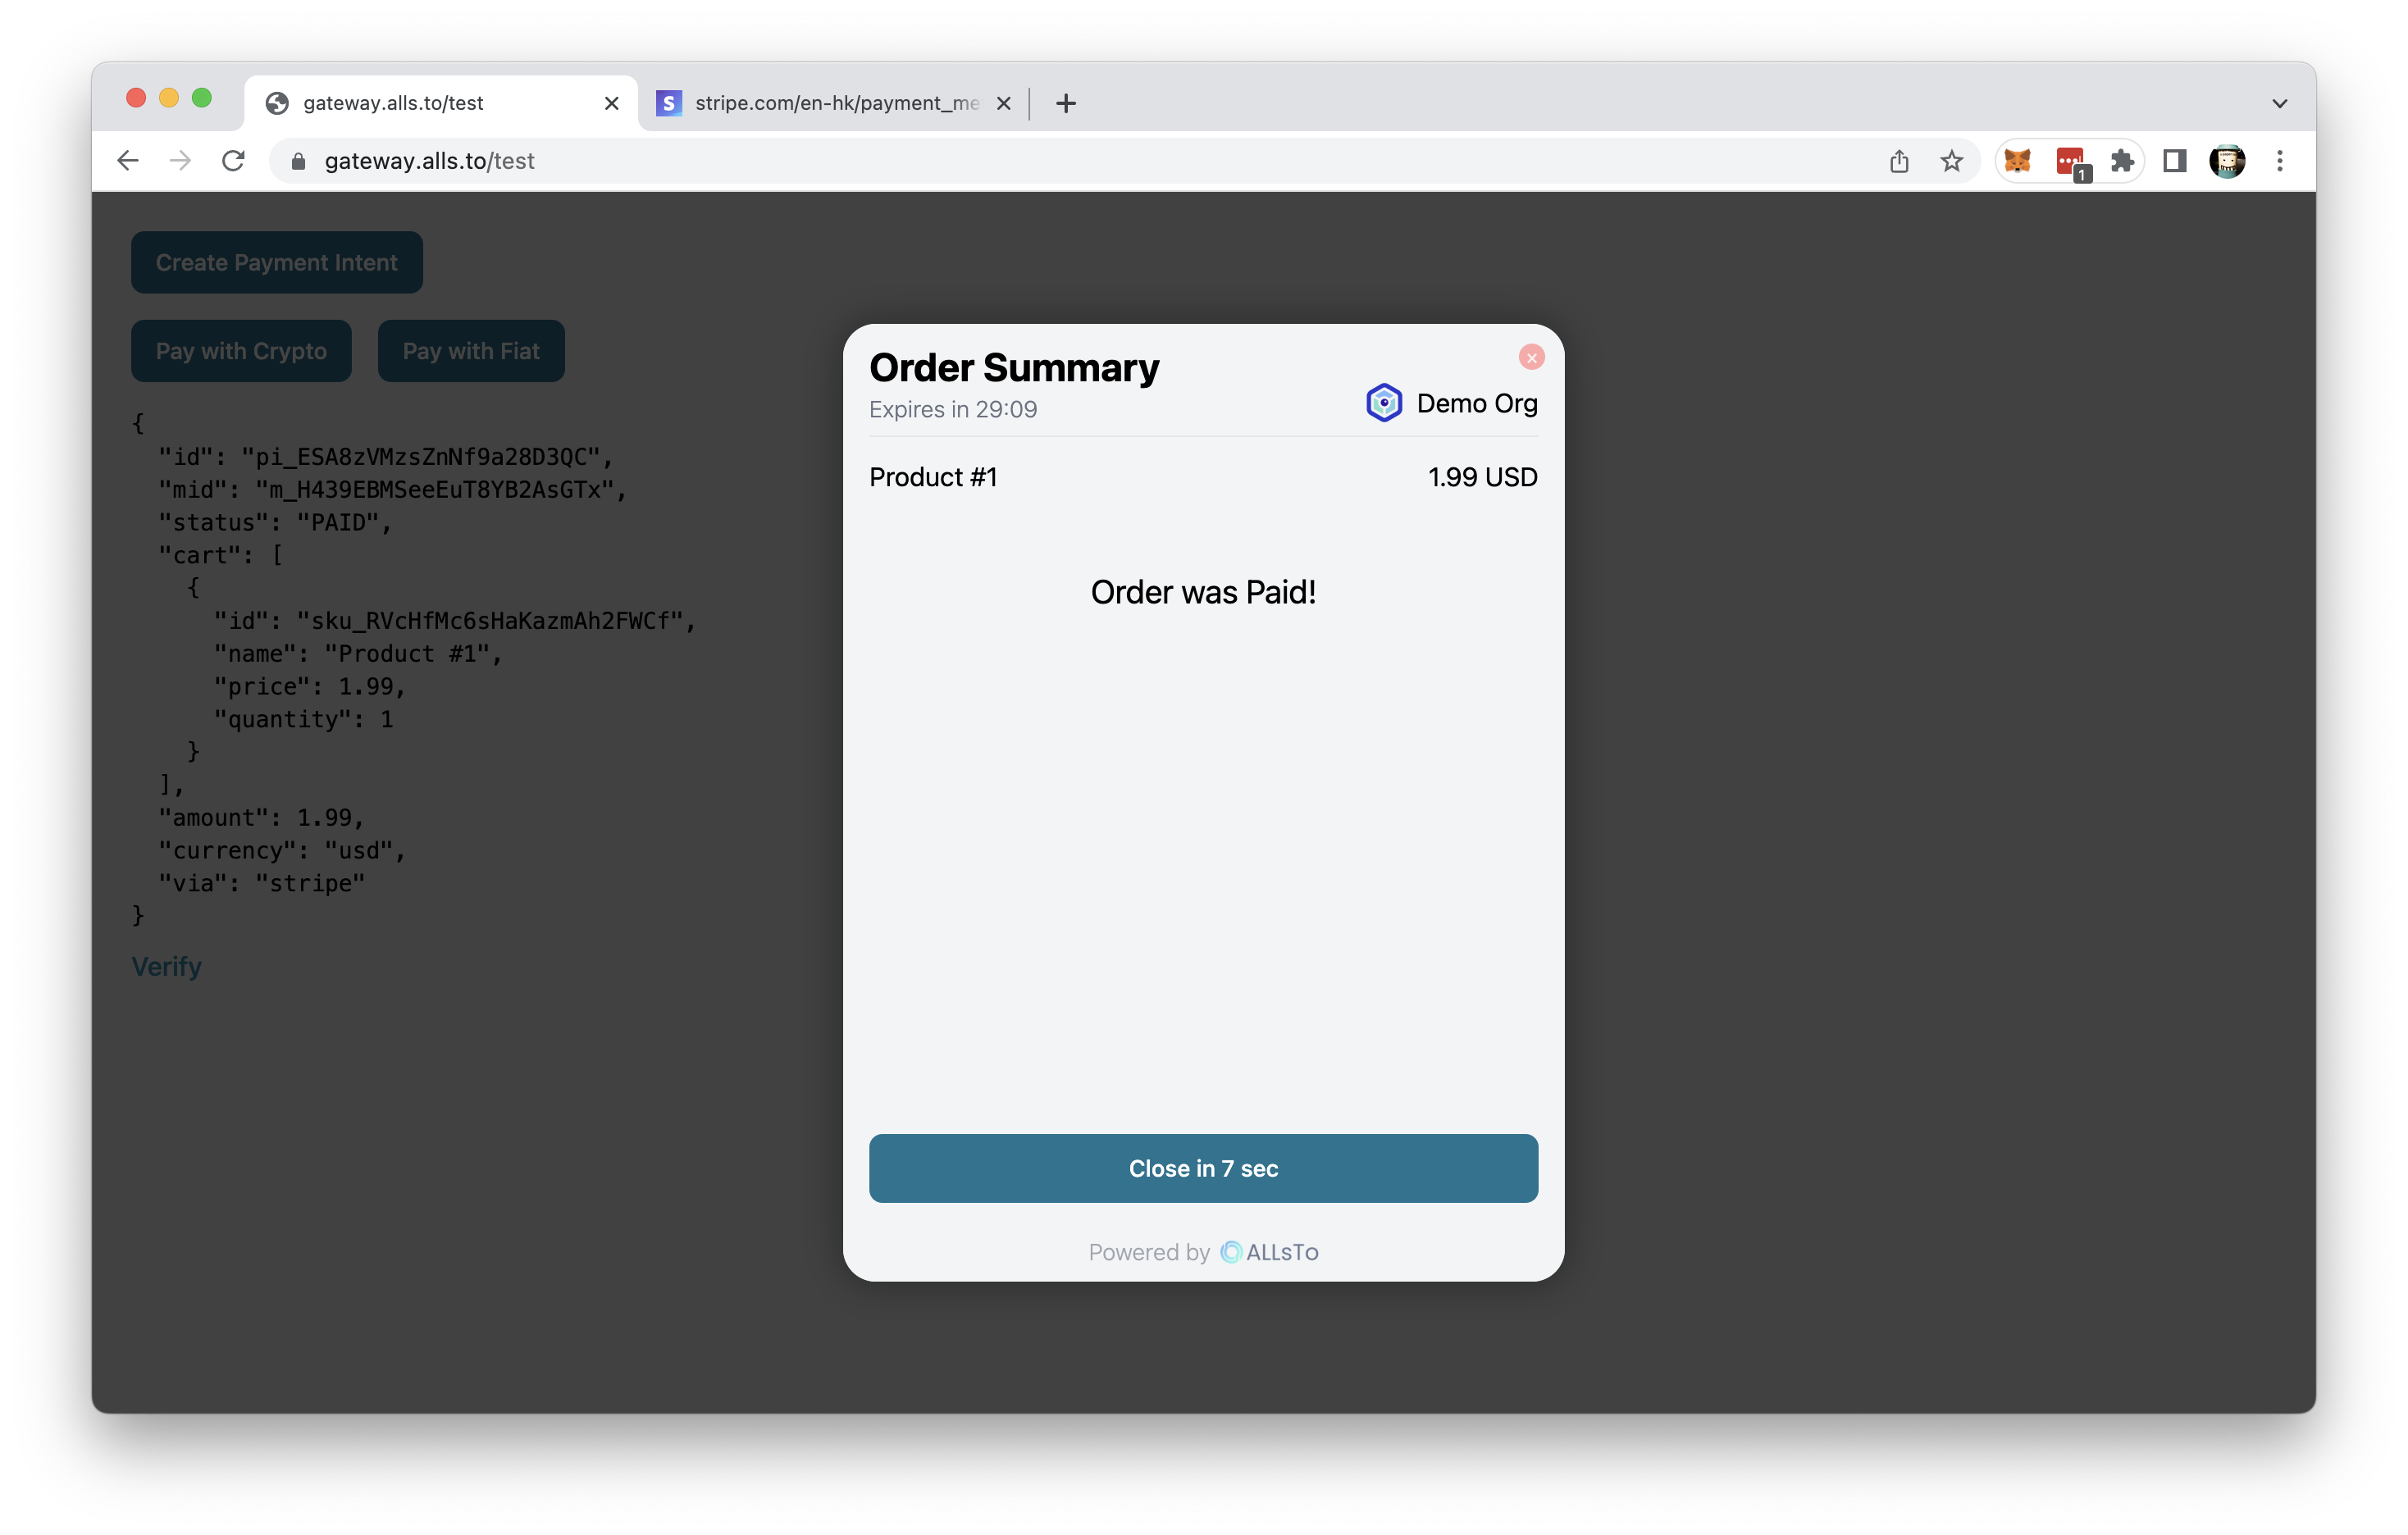 gateway.alls.to/test
stripe.com/en-hk/payment_me
gateway.alls.to/test
1
Create Payment Intent
Pay with Crypto
Pay with Fiat
{
"id": "pi_ESA8zVMzsZnNf9a28D3QC",
"mid": "m_H439EBMSeeEuT8YB2AsGTx",
"status": "PAID",
"cart": [
{
"id": "sku_RVcHfMc6sHaKazmAh2FWCf",
"name": "Product #1",
"price": 1.99,
"quantity": 1
}
],
"amount": 1.99,
"currency": "usd",
"via": "stripe"
}
Verify
Order Summary
Expires in 29:09
Demo Org
Product #1 1.99 USD
Order was Paid!
Close in 7 sec
Powered by ALLsTo